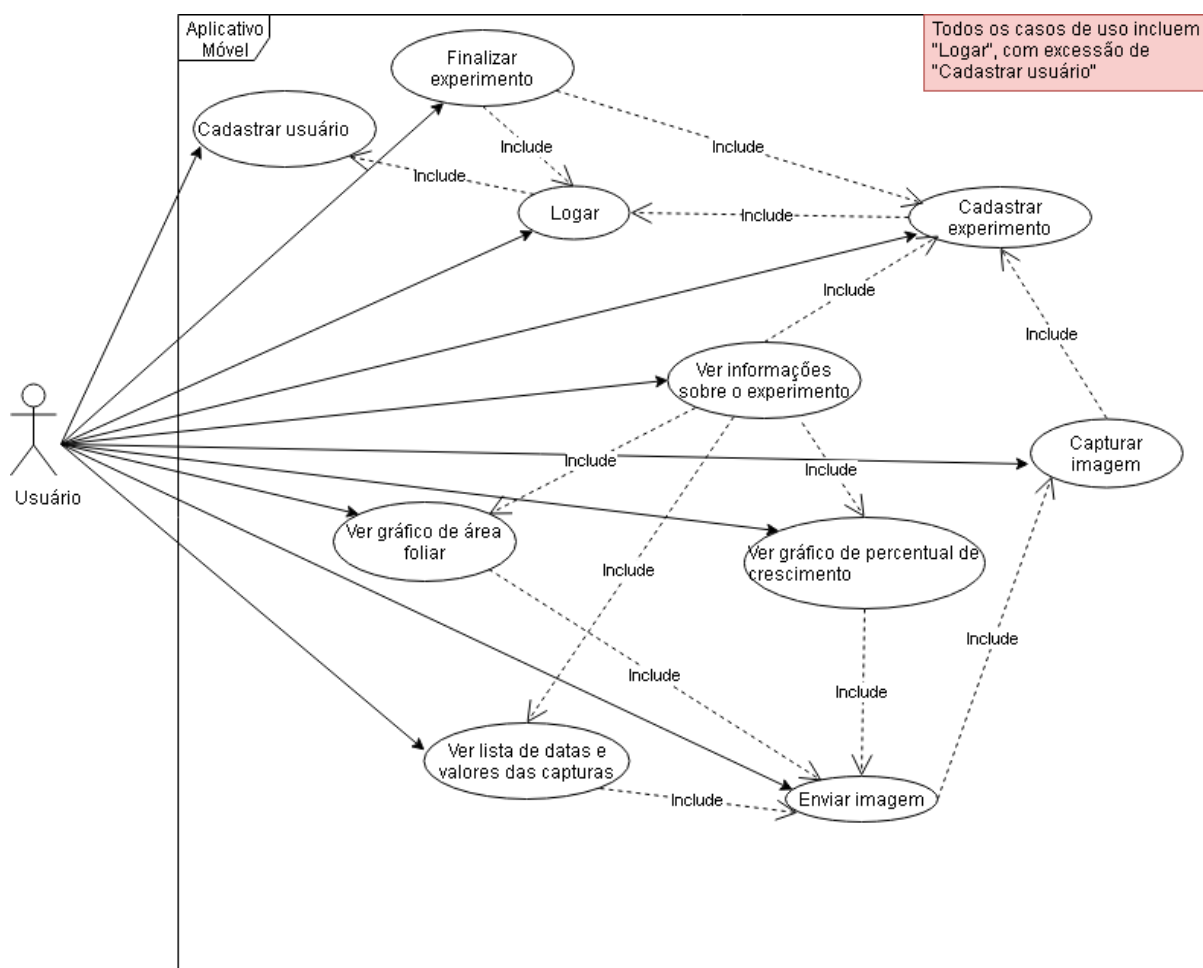 Aplicativo
Móvel
Todos os casos de uso incluem
"Logar", com excessão de
"Cadastrar usuário"
Finalizar
experimento
Cadastrar usuário
Include
Include
Include
Logar
Include
Cadastrar
experimento
Include
Include
Ver informações
sobre o experimento
Capturar
imagem
Include
Include
Usuário
Ver gráfico de área
foliar
Ver gráfico de percentual de
crescimento
Include
Include
Include
Include
Ver lista de datas e
valores das capturas
Include
Enviar imagem